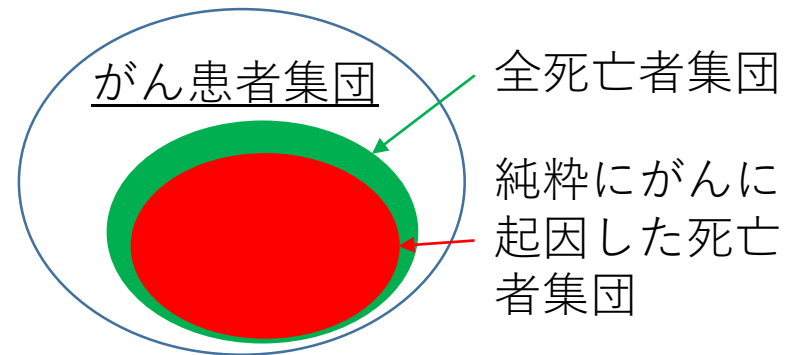 がん患者集団
全死亡者集団
純粋にがんに
起因した死亡
者集団